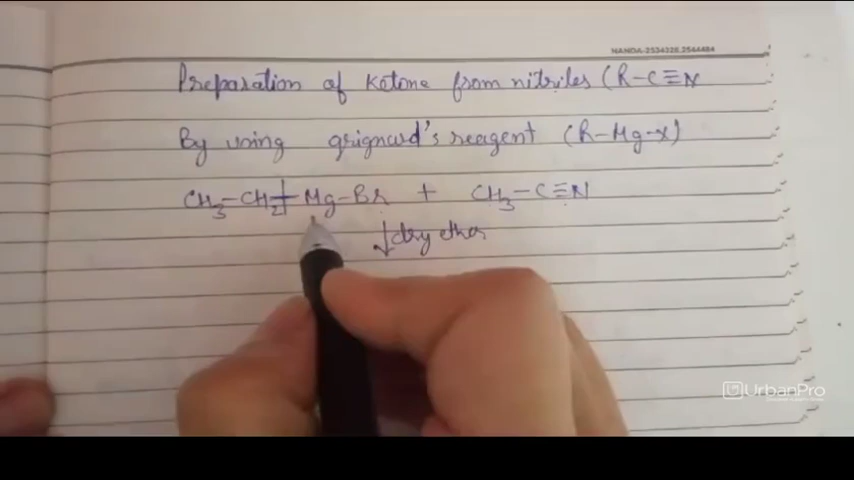 NANDA-2534328,2544484
Preparation of Ketone from nitriles (R-C≡N
By using grignard's reagent (R-Mg-X)
CH₃-CH₂-Mg-Br + CH₃-C≡N
↓dry ether
UrbanPro